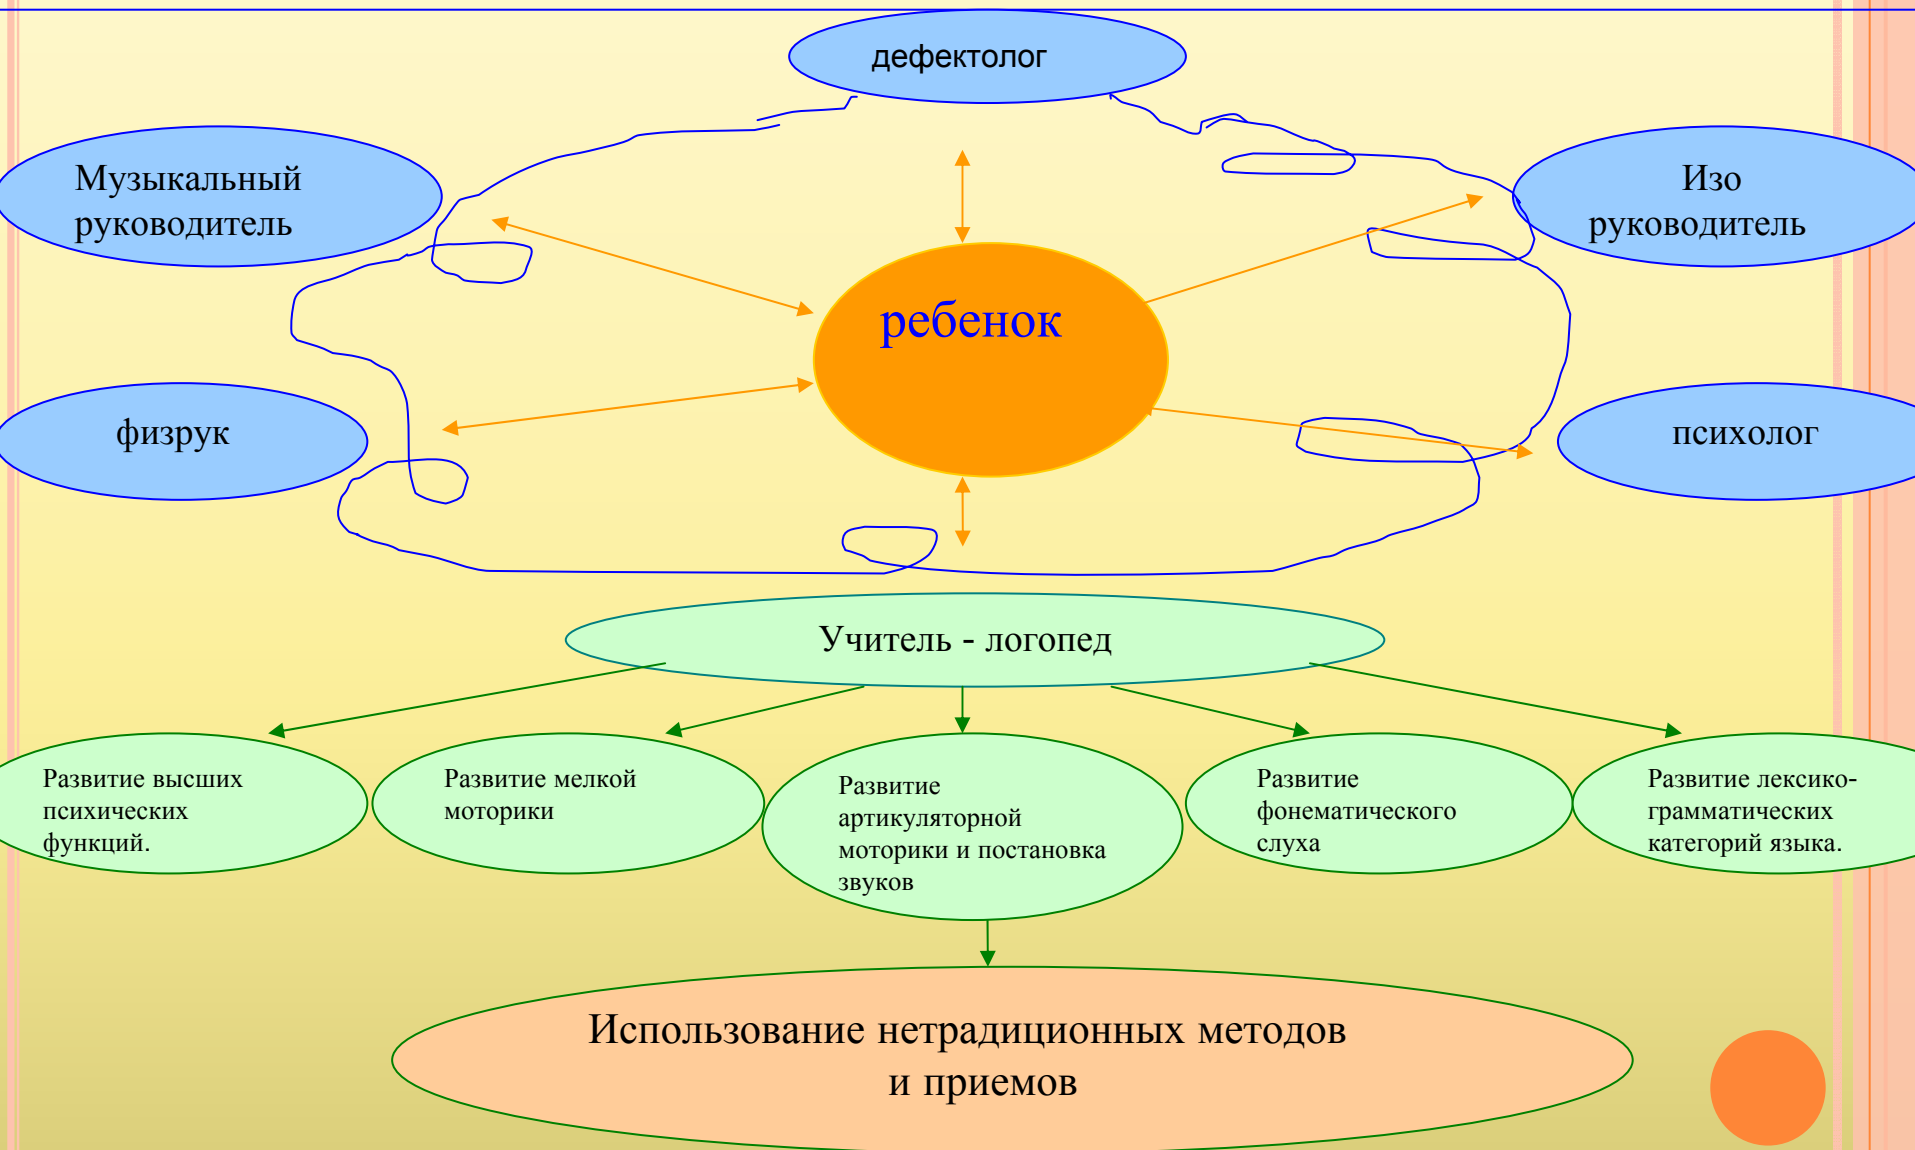 дефектолог
Музыкальный
руководитель
Изо
руководитель
ребенок
физрук
психолог
Учитель - логопед
Развитие высших
психических
функций.
Развитие мелкой
моторики
Развитие
артикуляторной
моторики и постановка
звуков
Развитие
фонематического
слуха
Развитие лексико-
грамматических
категорий языка.
Использование нетрадиционных методов
и приемов